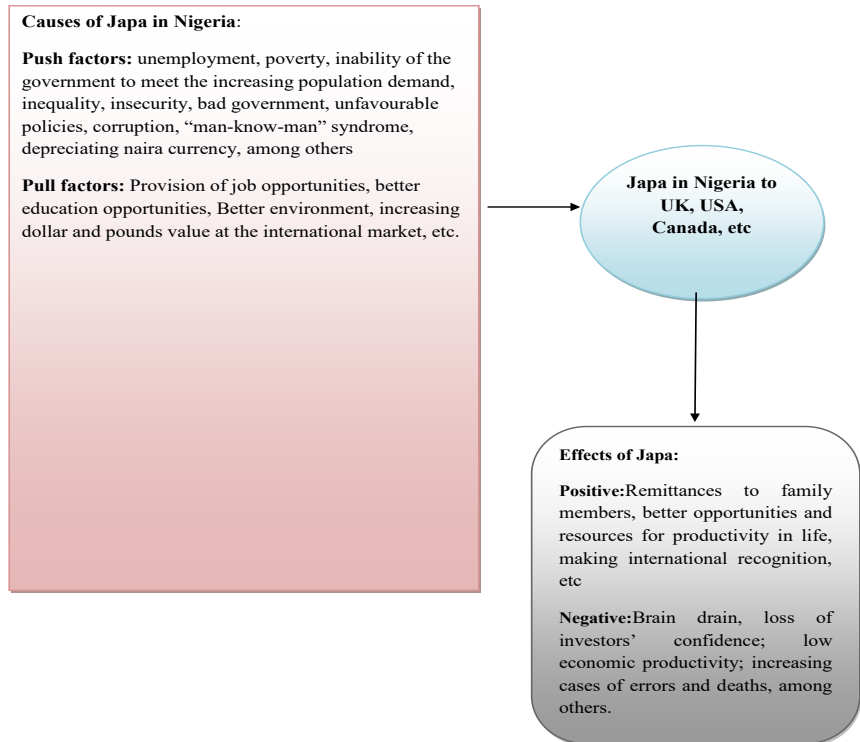 Causes of Japa in Nigeria:
Push factors: unemployment, poverty, inability of the
government to meet the increasing population demand,
inequality, insecurity, bad government, unfavourable
policies, corruption, “man-know-man” syndrome,
depreciating naira currency, among others
Pull factors: Provision of job opportunities, better
education opportunities, Better environment, increasing
dollar and pounds value at the international market, etc.
Japa in Nigeria to
UK, USA,
Canada, etc
Effects of Japa:
Positive:Remittances to family
members, better opportunities and
resources for productivity in life,
making international recognition,
etc
Negative:Brain drain, loss of
investors’ confidence; low
economic productivity; increasing
cases of errors and deaths, among
others.